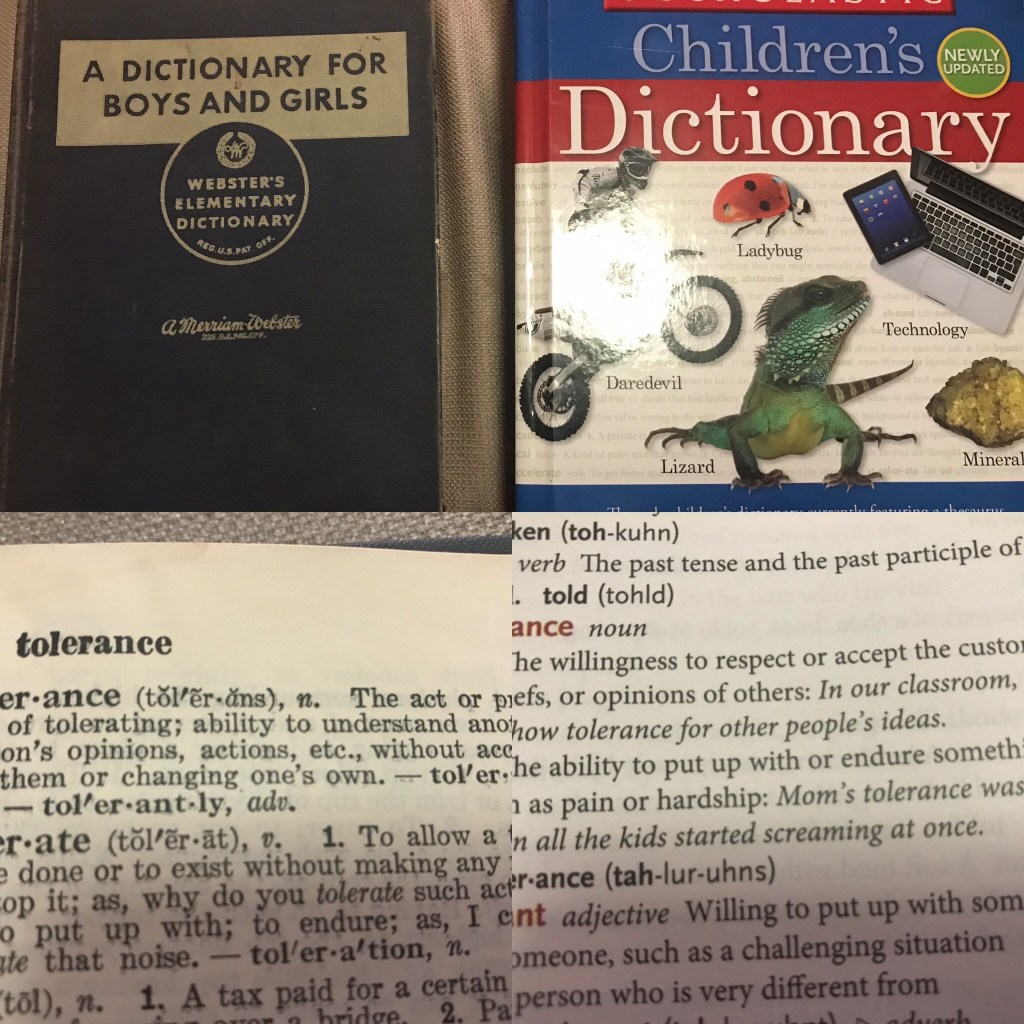 A DICTIONARY FOR
BOYS AND GIRLS
WEBSTER'S
ELEMENTARY
DICTIONARY
REG. U.S. PAT. OFF.
a Merriam-Webster
Children's
NEWLY
UPDATED
Dictionary
Ladybug
Technology
Daredevil
Lizard
Mineral
tolerance
er·ance (tŏl′ẽr·ăns), n. The act or
of tolerating; ability to understand
on's opinions, actions, etc., without
them or changing one's own. — tol′er·
— tol′er·ant·ly, adv.
er·ate (tŏl′ẽr·āt), v. 1. To allow a
done or to exist without making any
top it; as, why do you tolerate such
o put up with; to endure; as, I
ate that noise. — tol′er·a′tion, n.
(tōl), n. 1. A tax paid for a certain
over a bridge. 2.
ken (toh-kuhn)
verb The past tense and the past participle of
told (tohld)
ance noun
he willingness to respect or accept the
efs, or opinions of others: In our classroom,
how tolerance for other people's ideas.
he ability to put up with or endure
as pain or hardship: Mom's tolerance was
n all the kids started screaming at once.
er·ance (tah-lur-uhns)
nt adjective Willing to put up with
omeone, such as a challenging situation
person who is very different from